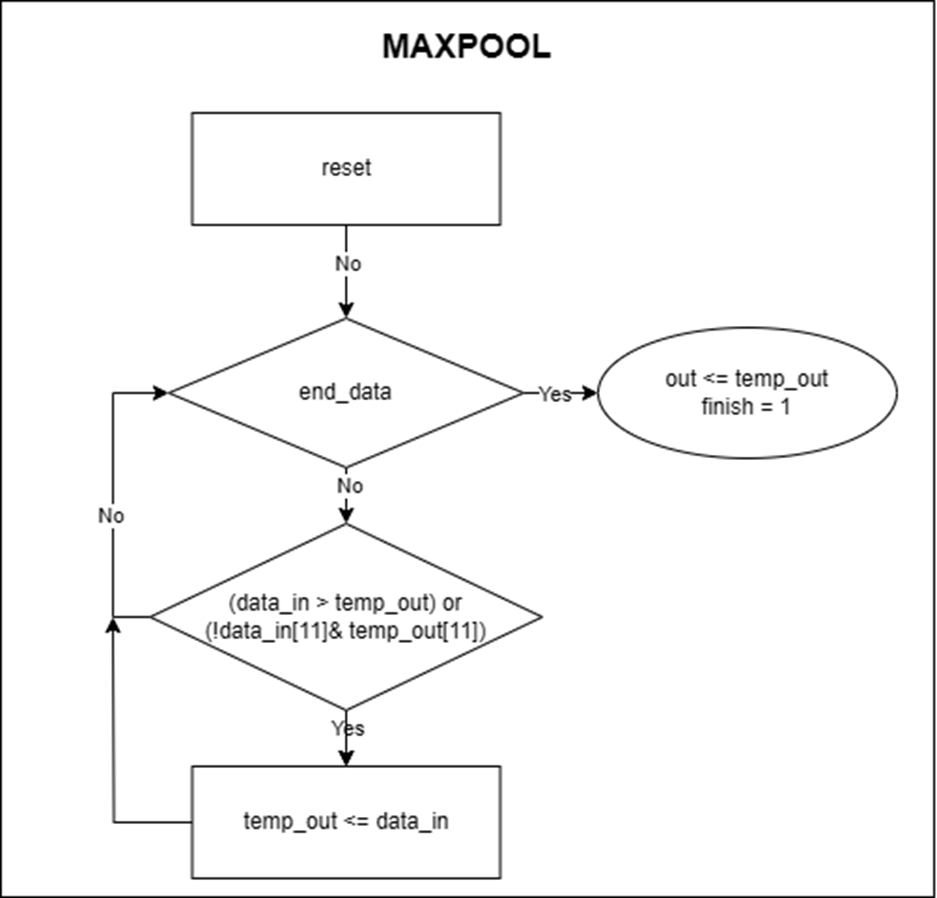 MAXPOOL
reset
No
end_data
Yes
out <= temp_out
finish = 1
No
No
(data_in > temp_out) or
(!data_in[11]& temp_out[11])
Yes
temp_out <= data_in